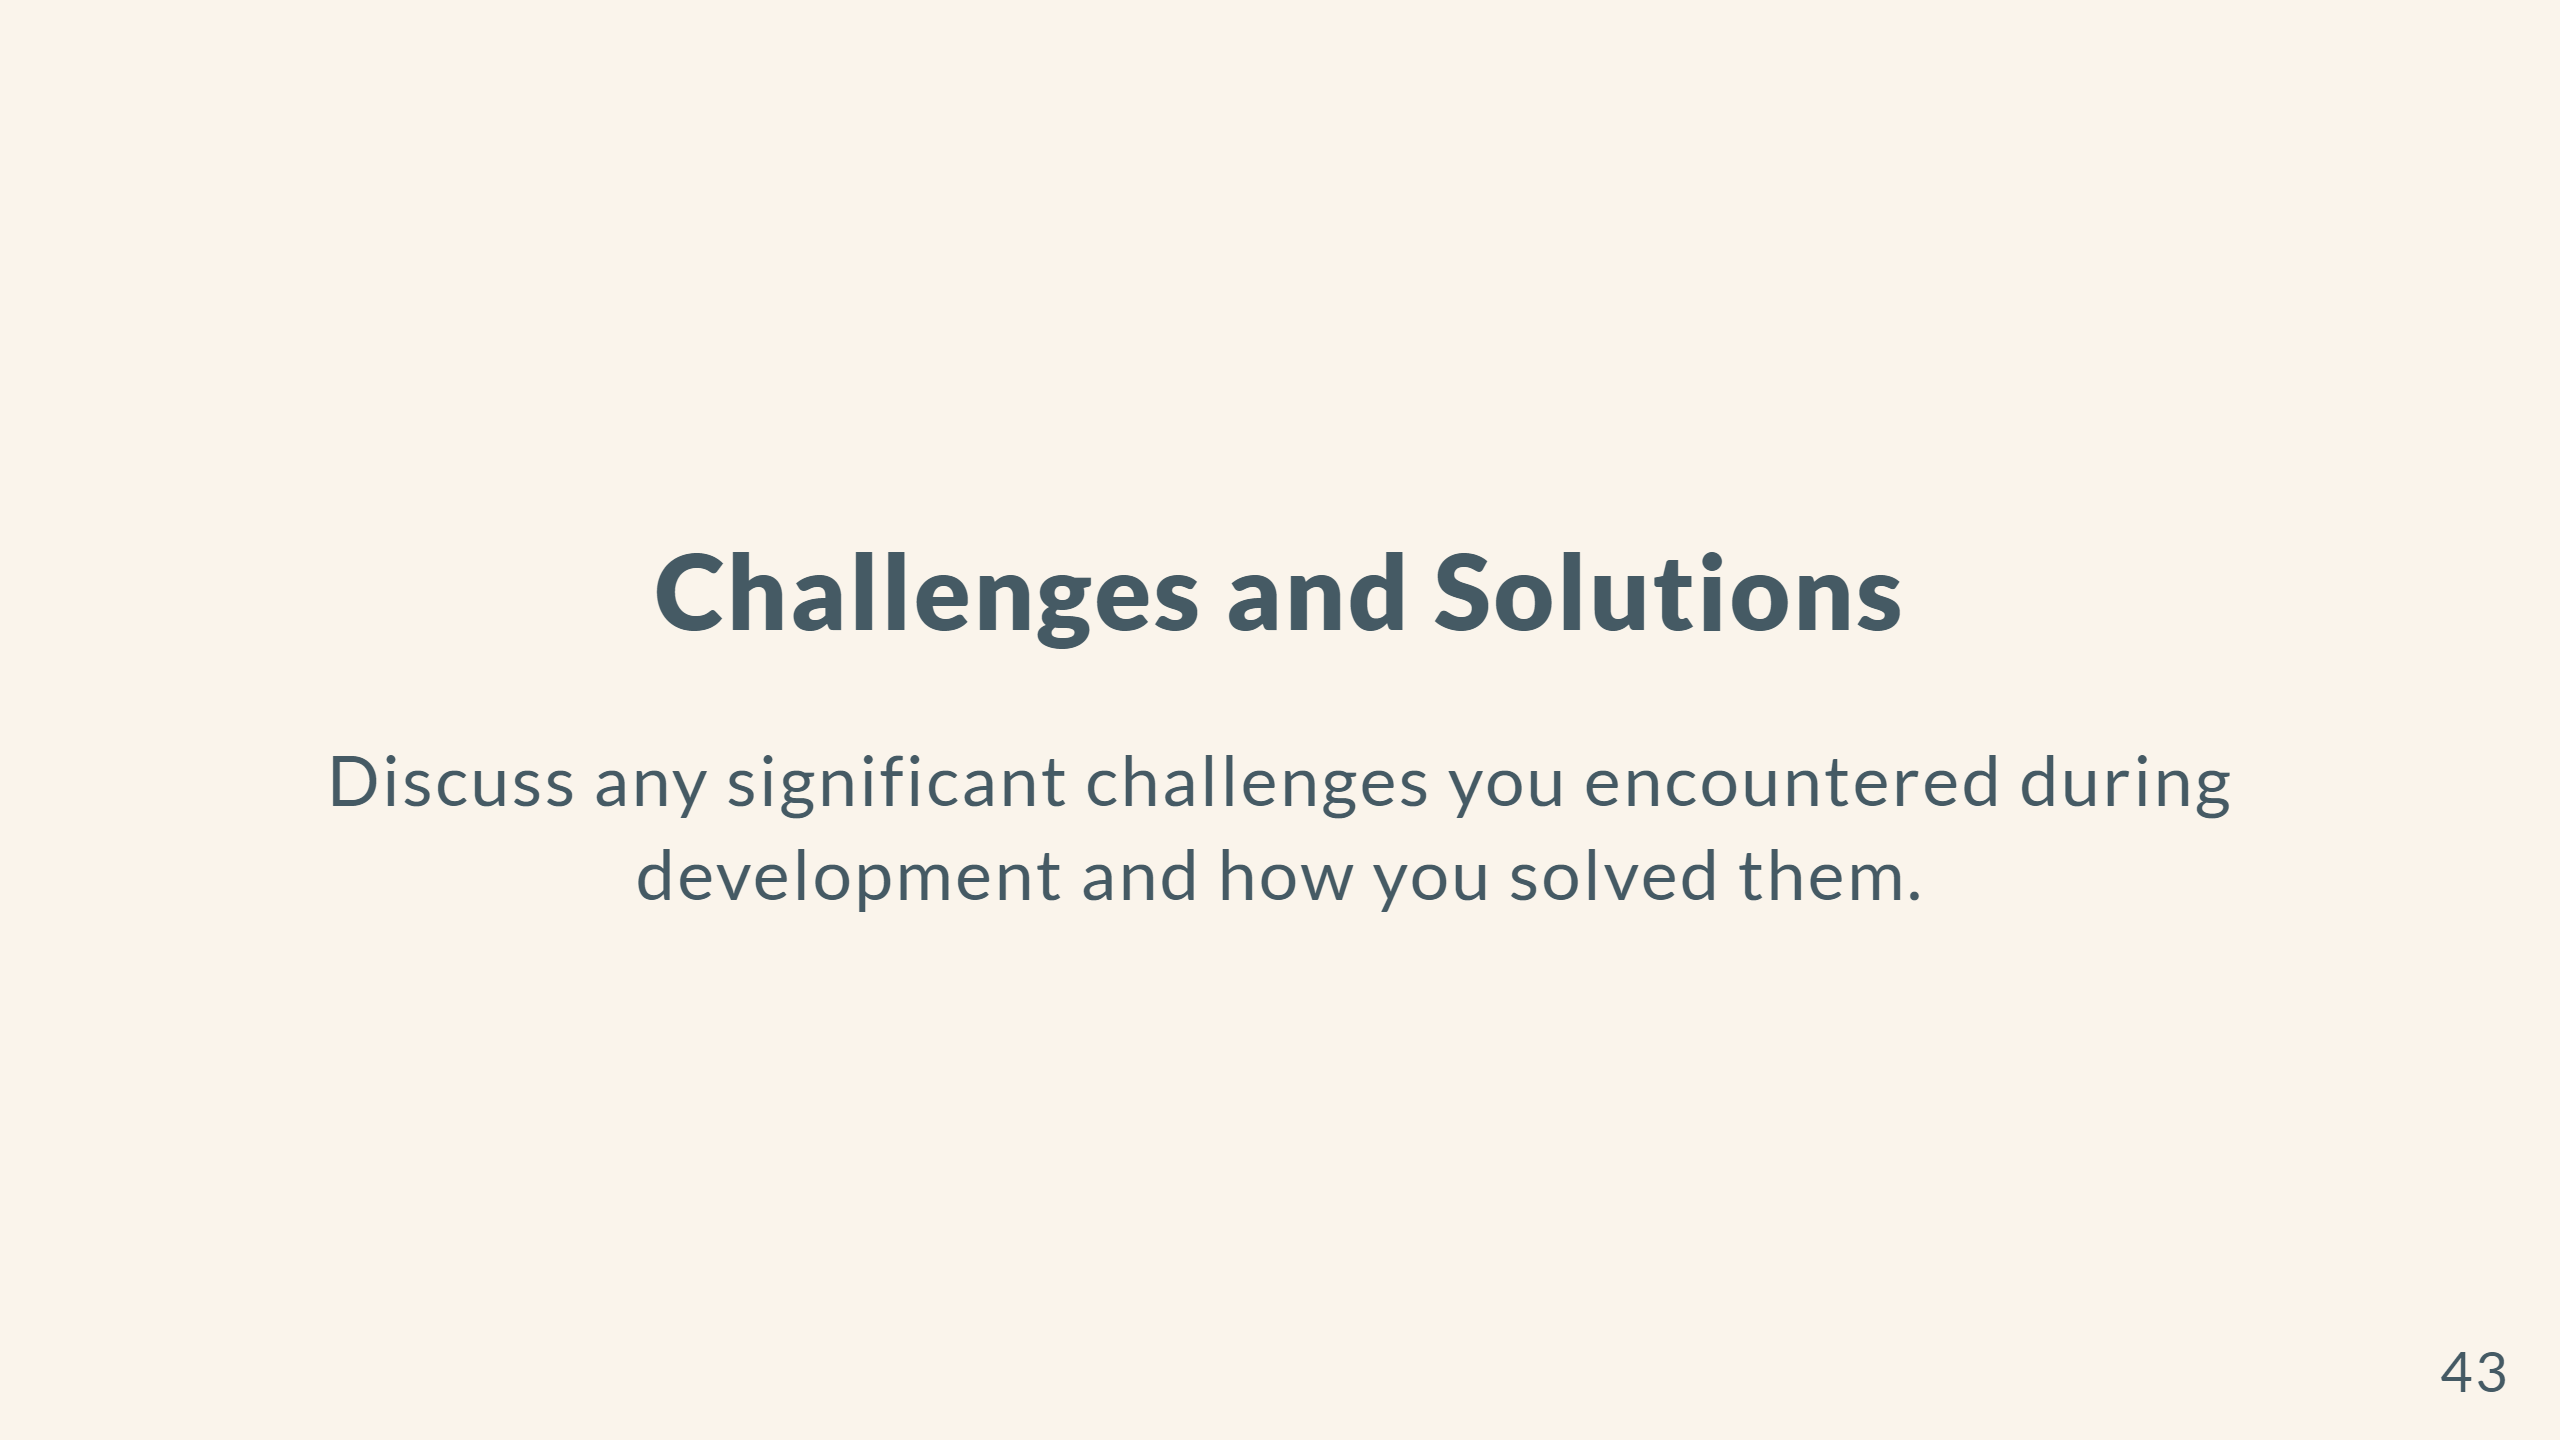 Challenges and Solutions
Discuss any significant challenges you encountered during
development and how you solved them.
43